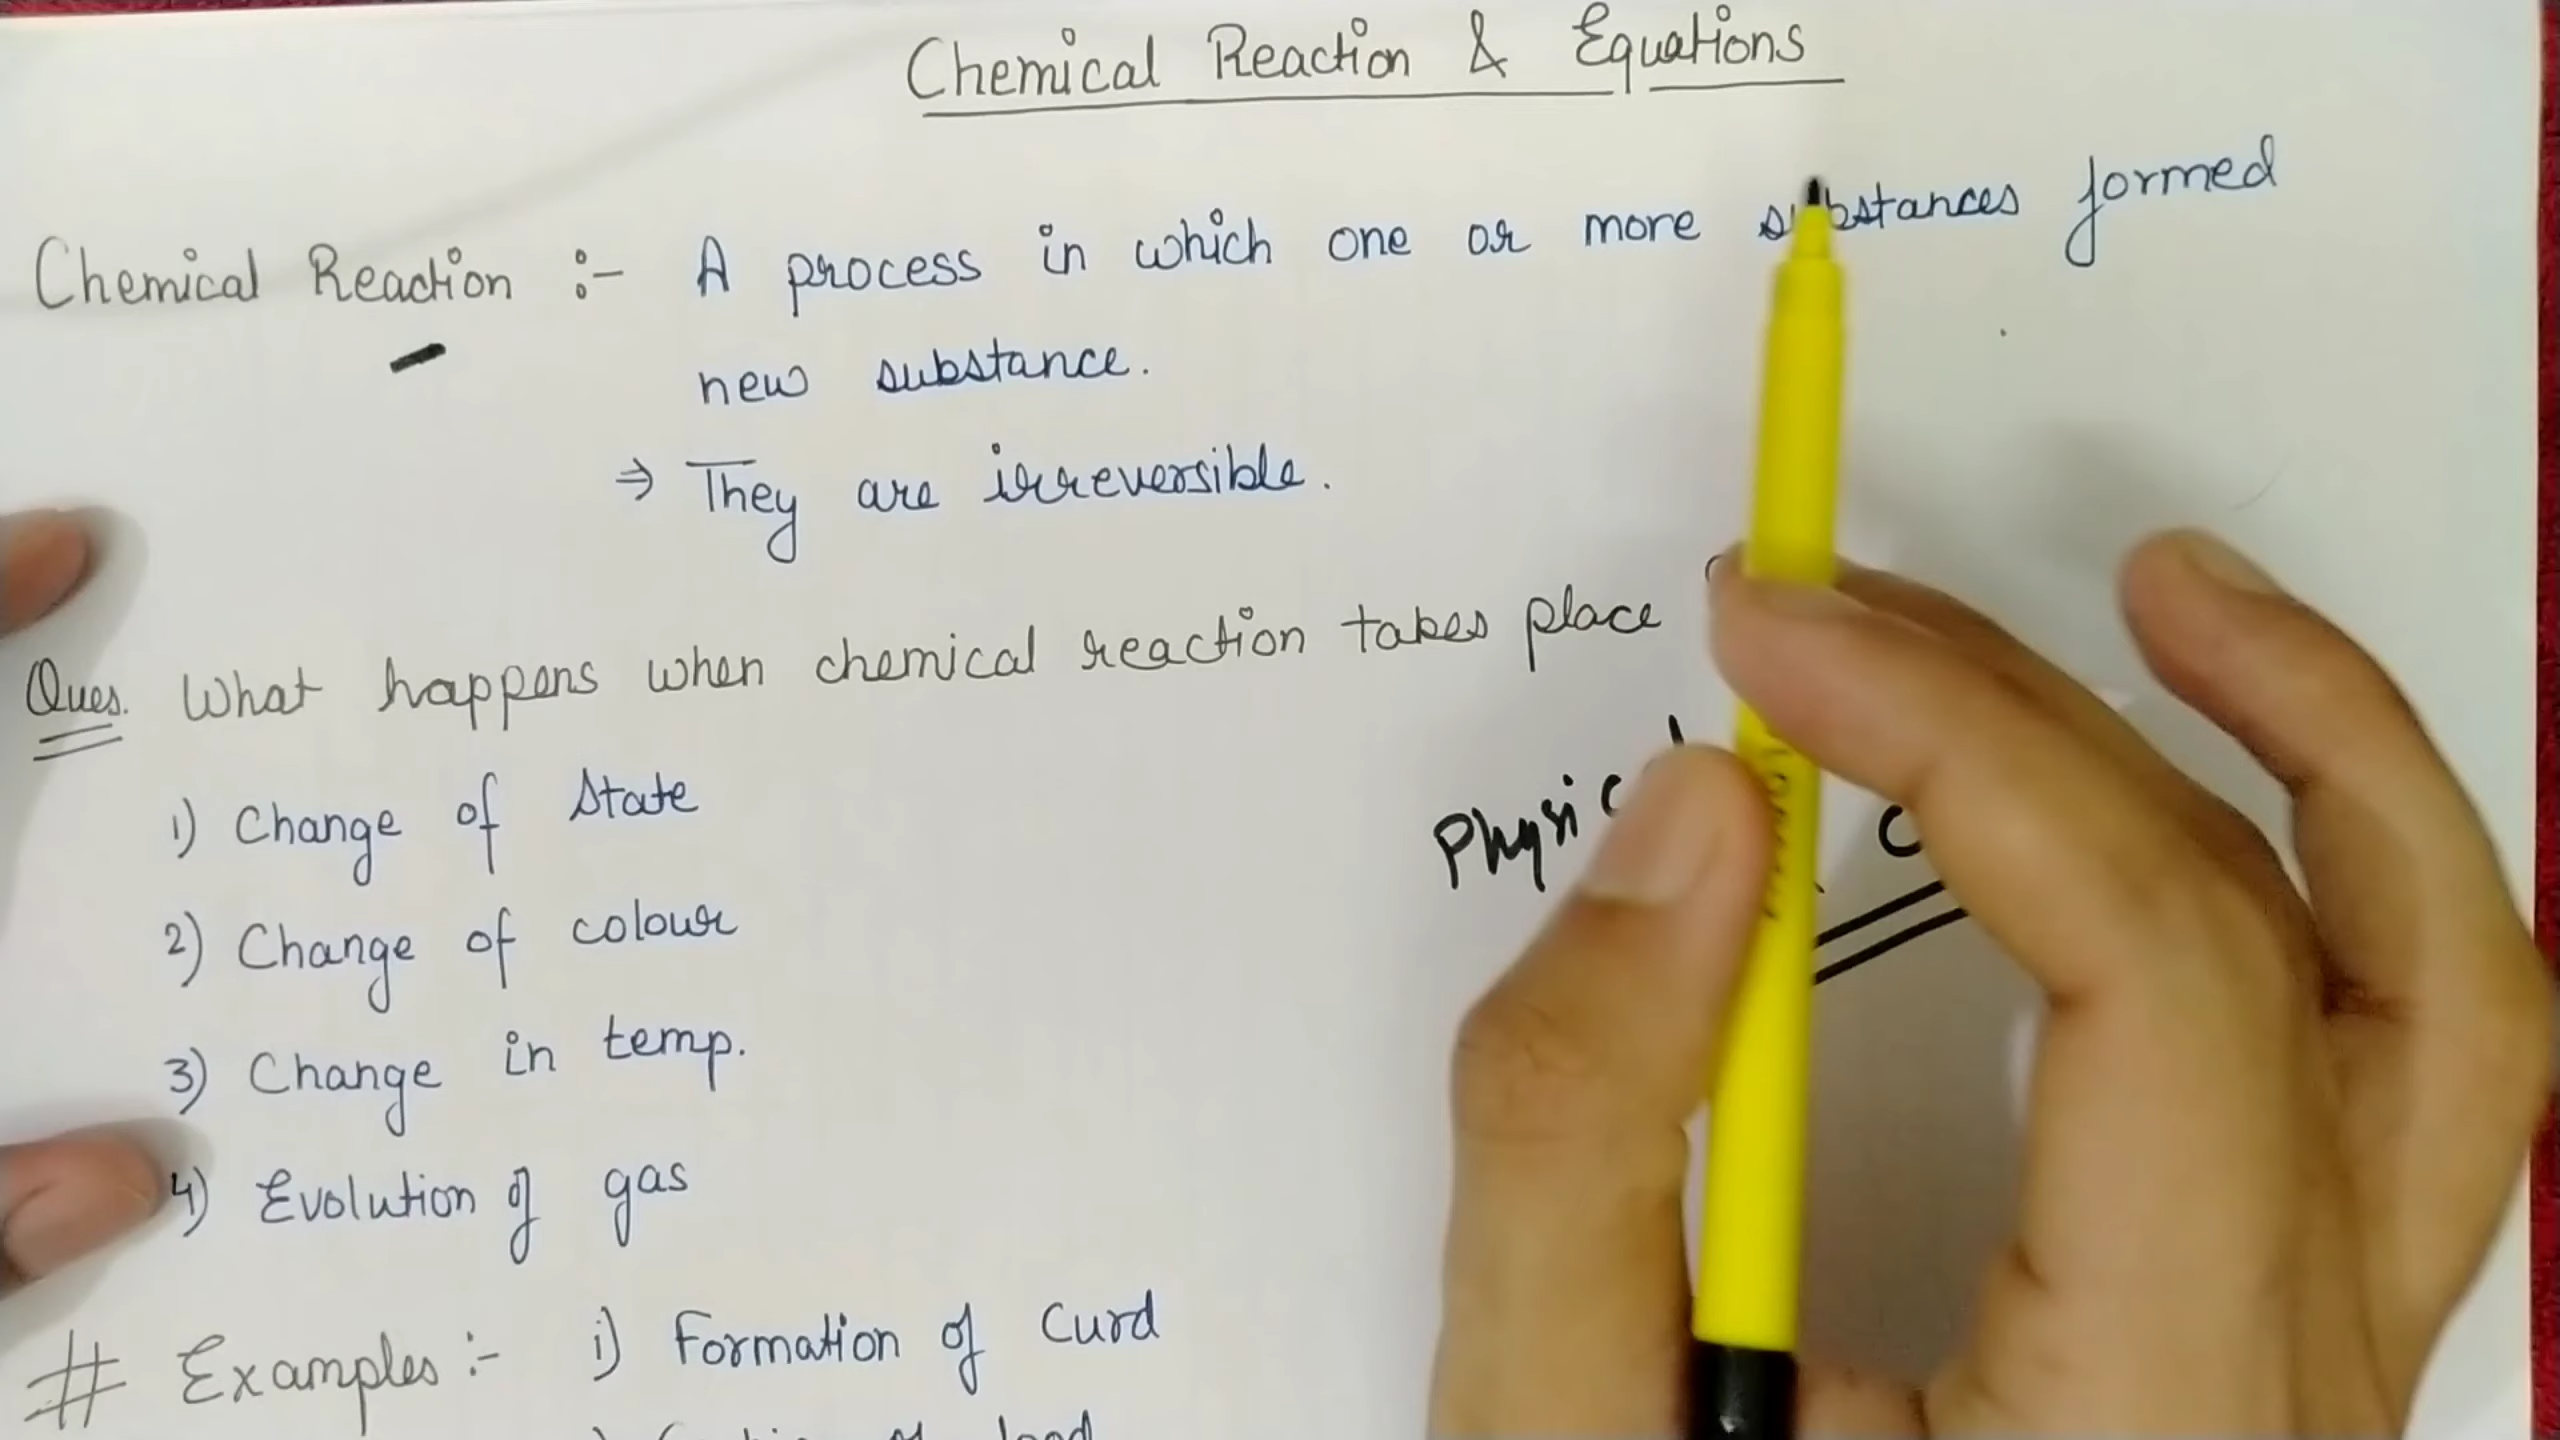 Chemical Reaction & Equations
Chemical Reaction :- A process in which one or more substances formed
new substance.
⇒ They are irreversible.
Ques. What happens when chemical reaction takes place
1) Change of State
2) Change of colour
3) Change in temp.
4) Evolution of gas
# Examples :- i) Formation of Curd